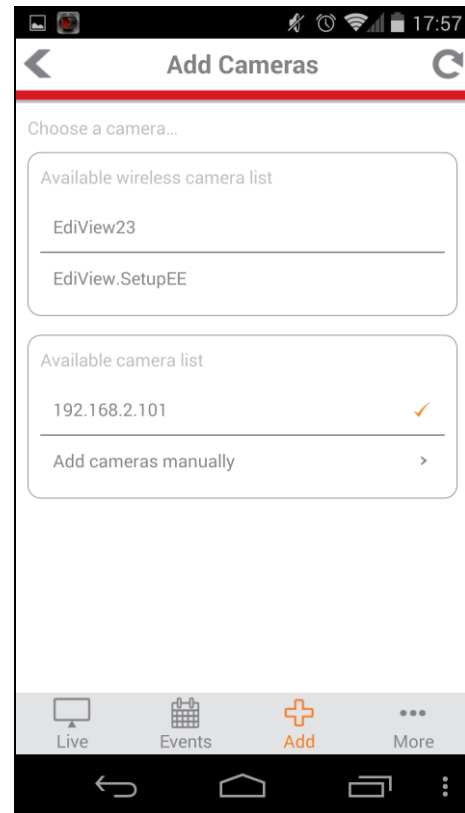 17:57
Add Cameras
Choose a camera...
Available wireless camera list
EdiView23
EdiView.SetupEE
Available camera list
192.168.2.101
Add cameras manually
Live Events Add More